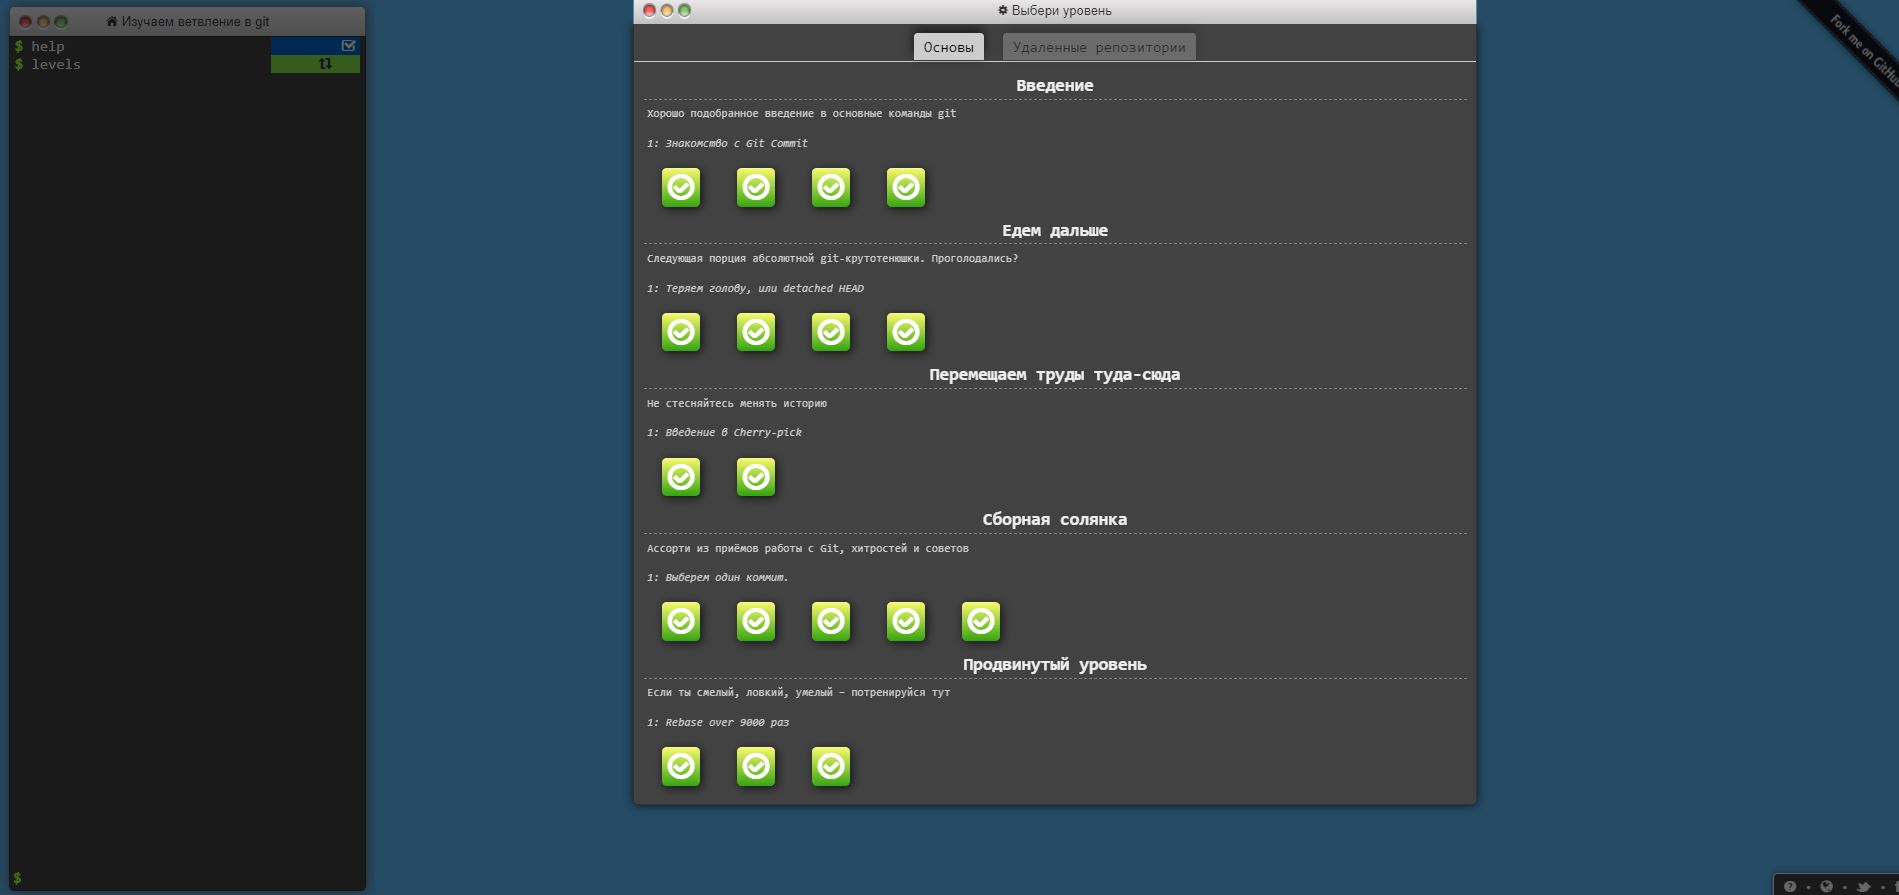 Изучаем ветвление в git
$ help
$ levels
$
Выбери уровень
Основы
Удаленные репозитории
Введение
Хорошо подобранное введение в основные команды git
1: Знакомство с Git Commit
Едем дальше
Следующая порция абсолютной git-крутотенюшки. Проголодались?
1: Теряем голову, или detached HEAD
Перемещаем труды туда-сюда
Не стесняйтесь менять историю
1: Введение в Cherry-pick
Сборная солянка
Ассорти из приёмов работы с Git, хитростей и советов
1: Выберем один коммит.
Продвинутый уровень
Если ты смелый, ловкий, умелый – потренируйся тут
1: Rebase over 9000 раз
Fork me on GitHub